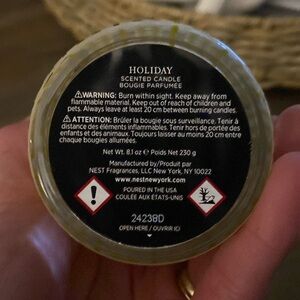 HOLIDAY
SCENTED CANDLE
BOUGIE PARFUMÉE
⚠WARNING: Burn within sight. Keep away from
flammable material. Keep out of reach of children and
pets. Always leave at least 20 cm between burning candles.
⚠ATTENTION: Brûler la bougie sous surveillance. Tenir à
distance des éléments inflammables. Tenir hors de portée des
enfants et des animaux. Toujours laisser au moins 20 cm entre
chaque bougies allumées.
Net Wt. 8.1 oz ℮ Poids Net 230 g
Manufactured by/Produit par
NEST Fragrances, LLC New York, NY 10022
www.nestnewyork.com
POURED IN THE USA
COULÉE AUX ÉTATS-UNIS
24238D
OPEN HERE / OUVRIR ICI